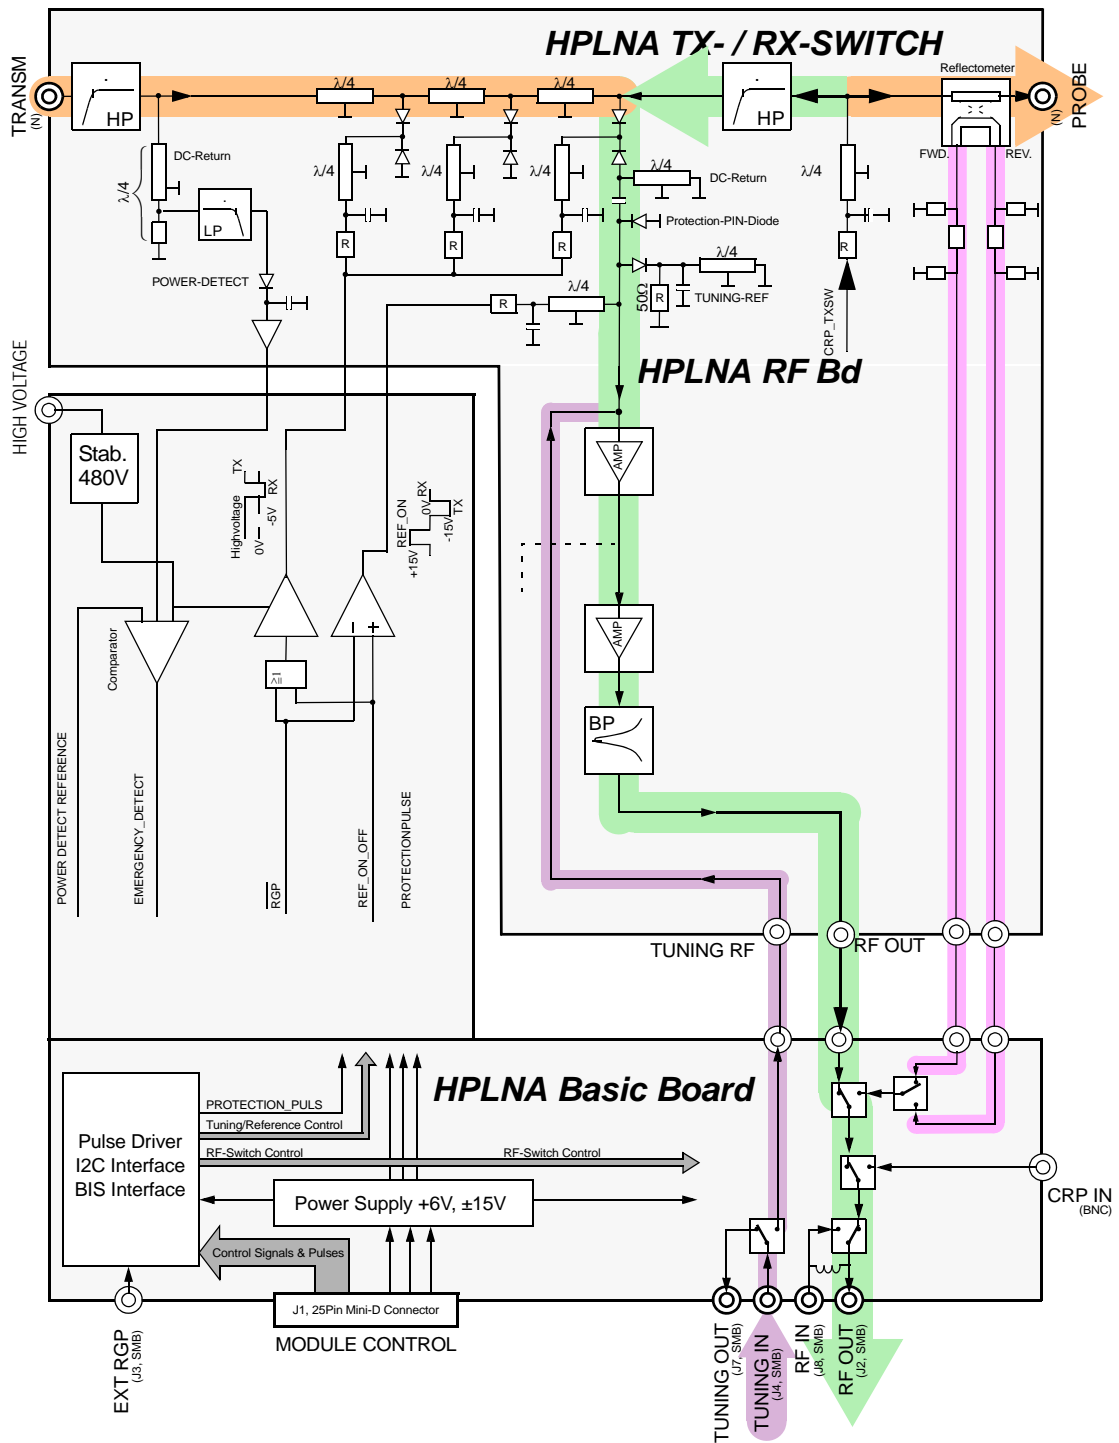 HPLNA TX- / RX-SWITCH
TRANSM
(N)
HP
λ/4
λ/4
λ/4
HP
Reflectometer
PROBE
(N)
FWD.
REV.
DC-Return
λ/4
LP
λ/4
λ/4
λ/4
λ/4
DC-Return
λ/4
Protection-PIN-Diode
R
R
R
R
POWER-DETECT
λ/4
50Ω
R
TUNING-REF
R
λ/4
CRP_TXSW
HIGH VOLTAGE
HPLNA RF Bd
Stab.
480V
TX
RX
Highvoltage
0V
-5V
REF_ON
0V
RX
TX
+15V
-15V
AMP
Comparator
AMP
≥1
BP
POWER DETECT REFERENCE
EMERGENCY_DETECT
RGP
REF_ON_OFF
PROTECTIONPULSE
TUNING RF
RF OUT
HPLNA Basic Board
PROTECTION_PULS
Tuning/Reference Control
RF-Switch Control
RF-Switch Control
Pulse Driver
I2C Interface
BIS Interface
Power Supply +6V, ±15V
Control Signals & Pulses
CRP IN
(BNC)
J1, 25Pin Mini-D Connector
MODULE CONTROL
EXT RGP
(J3, SMB)
TUNING OUT
(J7, SMB)
TUNING IN
(J4, SMB)
RF IN
(J8, SMB)
RF OUT
(J2, SMB)